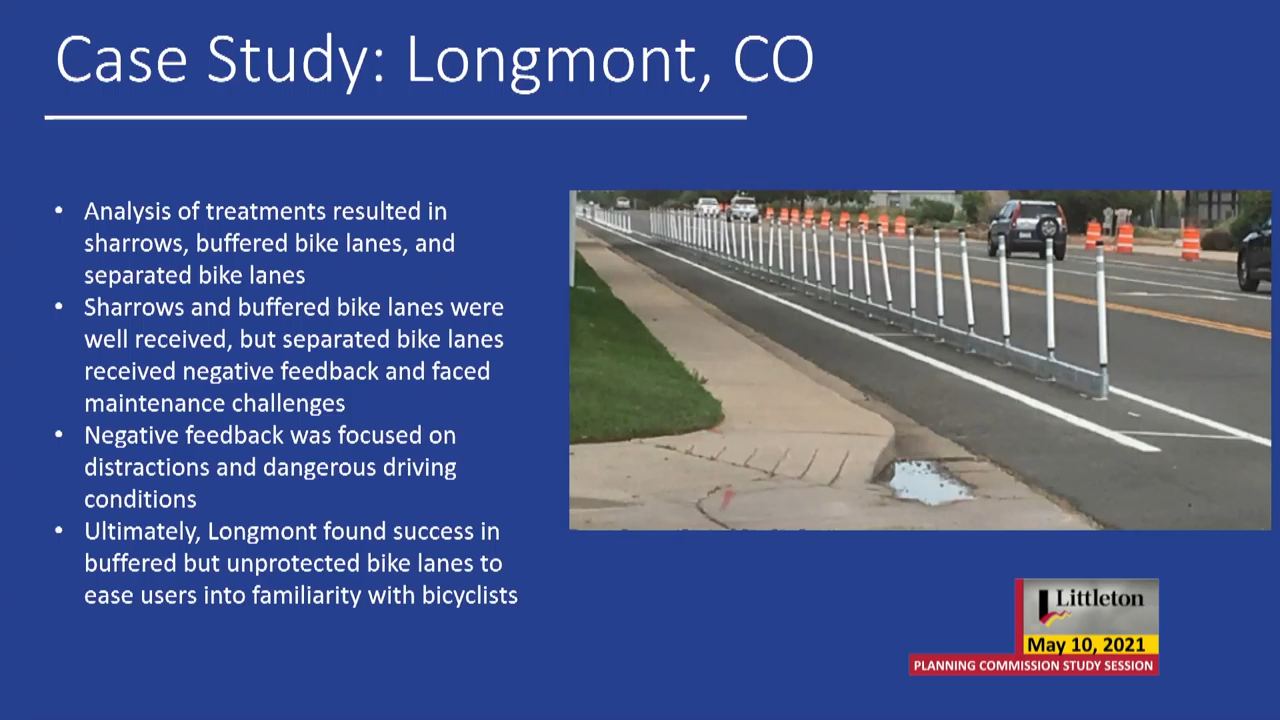 Case Study: Longmont, CO
• Analysis of treatments resulted in
sharrows, buffered bike lanes, and
separated bike lanes
• Sharrows and buffered bike lanes were
well received, but separated bike lanes
received negative feedback and faced
maintenance challenges
• Negative feedback was focused on
distractions and dangerous driving
conditions
• Ultimately, Longmont found success in
buffered but unprotected bike lanes to
ease users into familiarity with bicyclists
Littleton
May 10, 2021
PLANNING COMMISSION STUDY SESSION